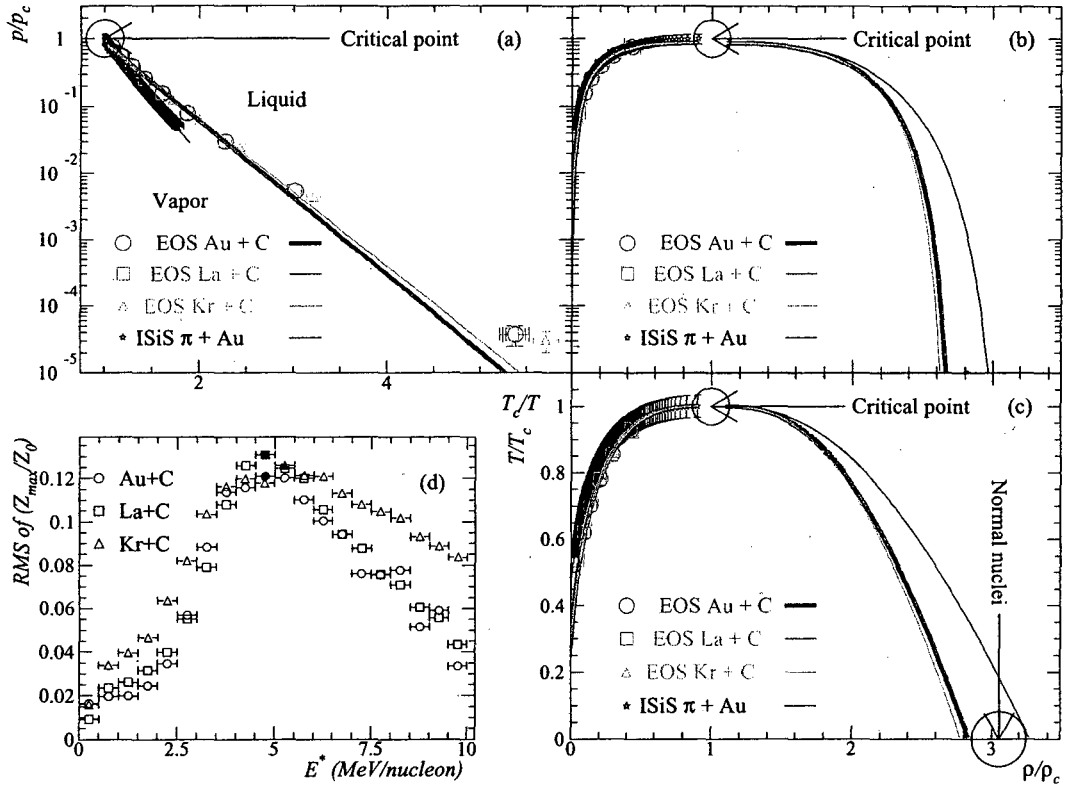 p/p_c
1
10^-1
10^-2
10^-3
10^-4
10^-5
Critical point
(a)
Liquid
Vapor
EOS Au + C
EOS La + C
EOS Kr + C
ISiS π + Au
2
4
T_c/T
Critical point
(b)
EOS Au + C
EOS La + C
EOS Kr + C
ISiS π + Au
RMS of (Z_max/Z_0)
0.12
0.1
0.08
0.06
0.04
0.02
0
(d)
Au+C
La+C
Kr+C
0
2.5
5
7.5
10
E* (MeV/nucleon)
T/T_c
1
0.8
0.6
0.4
0.2
0
Critical point
(c)
Normal nuclei
EOS Au + C
EOS La + C
EOS Kr + C
ISiS π + Au
0
1
2
3
ρ/ρ_c